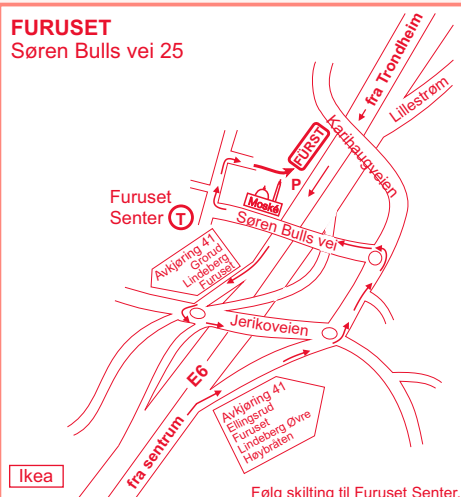 FURUSET
Søren Bulls vei 25
fra Trondheim
Lillestrøm
Karihaugveien
FÜRST
P
Moské
Furuset
Senter
T
Søren Bulls vei
Avkjøring 41
Grorud
Lindeberg
Furuset
Jerikoveien
E6
fra sentrum
Avkjøring 41
Ellingsrud
Furuset
Lindeberg Øvre
Høybråten
Ikea
Følg skilting til Furuset Senter.